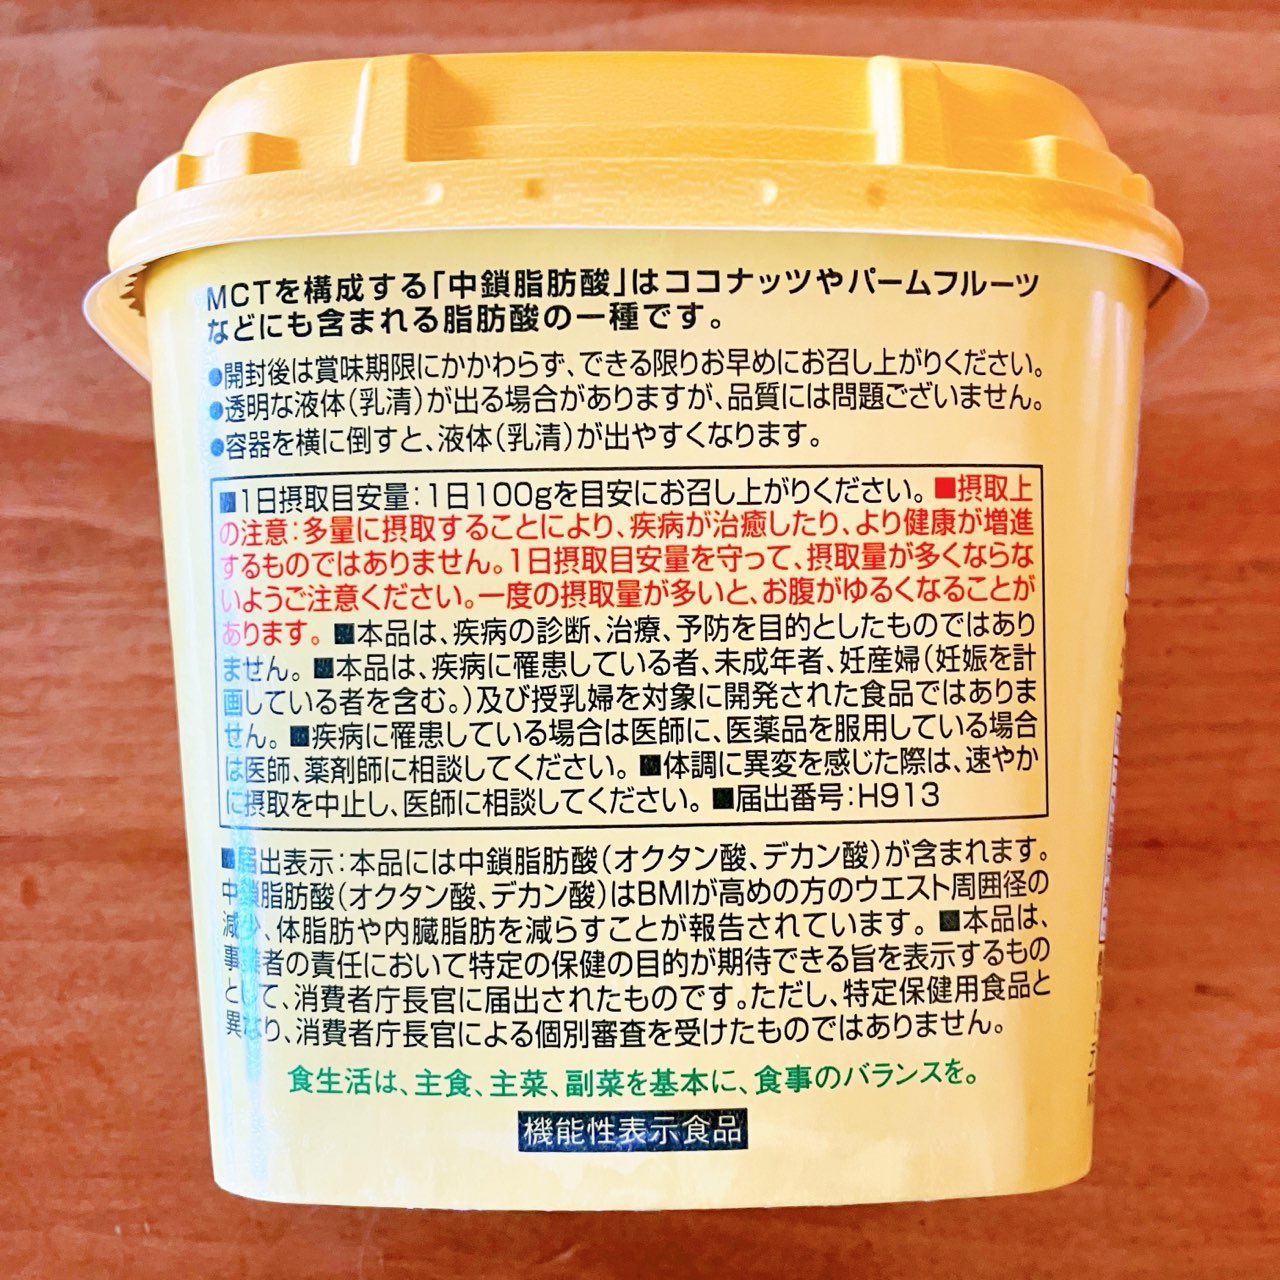 MCTを構成する「中鎖脂肪酸」はココナッツやパームフルーツ
などにも含まれる脂肪酸の一種です。
●開封後は賞味期限にかかわらず、できる限りお早めにお召し上がりください。
●透明な液体（乳清）が出る場合がありますが、品質には問題ございません。
●容器を横に倒すと、液体（乳清）が出やすくなります。
■1日摂取目安量：1日100gを目安にお召し上がりください。■摂取上
の注意：多量に摂取することにより、疾病が治癒したり、より健康が増進
するものではありません。1日摂取目安量を守って、摂取量が多くならな
いようご注意ください。一度の摂取量が多いと、お腹がゆるくなることが
あります。■本品は、疾病の診断、治療、予防を目的としたものではあり
ません。■本品は、疾病に罹患している者、未成年者、妊産婦（妊娠を計
画している者を含む。）及び授乳婦を対象に開発された食品ではありま
せん。■疾病に罹患している場合は医師に、医薬品を服用している場合
は医師、薬剤師に相談してください。■体調に異変を感じた際は、速やか
に摂取を中止し、医師に相談してください。■届出番号：H913
■届出表示：本品には中鎖脂肪酸（オクタン酸、デカン酸）が含まれます。
中鎖脂肪酸（オクタン酸、デカン酸）はBMIが高めの方のウエスト周囲径の
減少、体脂肪や内臓脂肪を減らすことが報告されています。■本品は、
事業者の責任において特定の保健の目的が期待できる旨を表示するもの
として、消費者庁長官に届出されたものです。ただし、特定保健用食品と
異なり、消費者庁長官による個別審査を受けたものではありません。
食生活は、主食、主菜、副菜を基本に、食事のバランスを。
機能性表示食品